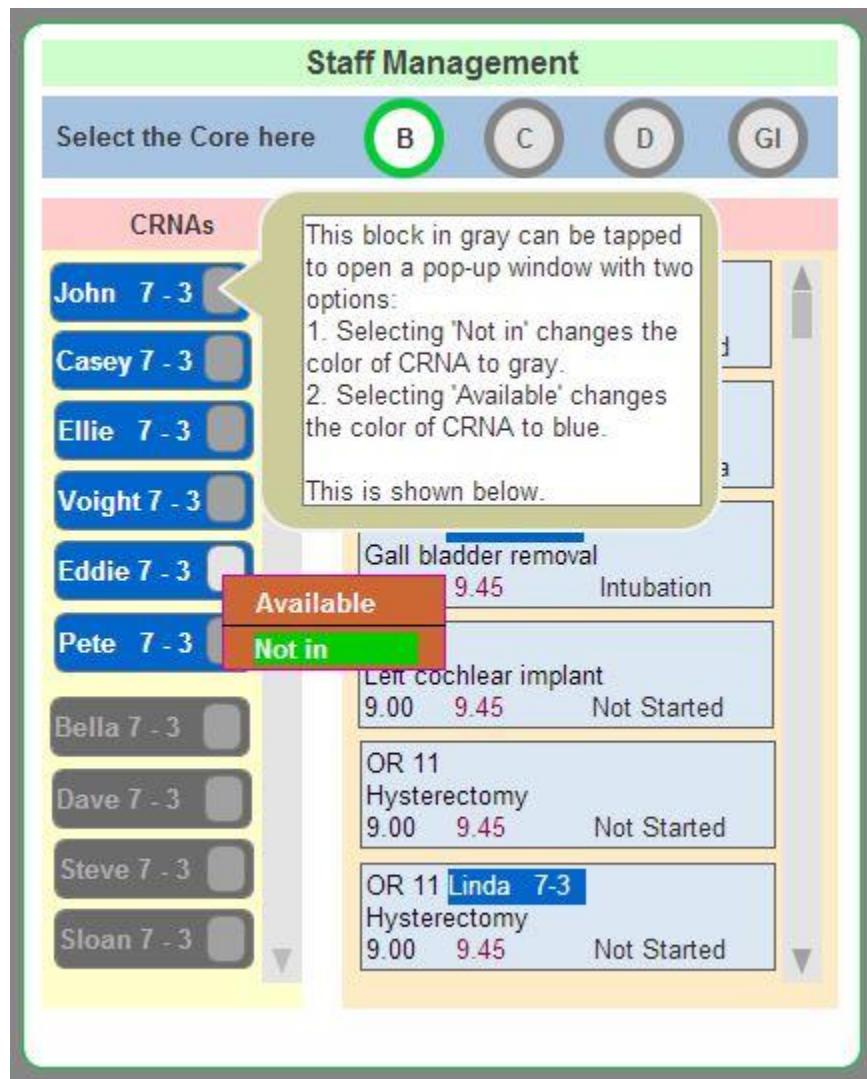 Staff Management
Select the Core here
B
C
D
GI
CRNAs
This block in gray can be tapped
to open a pop-up window with two
options:
1. Selecting 'Not in' changes the
color of CRNA to gray.
2. Selecting 'Available' changes
the color of CRNA to blue.
This is shown below.
John 7 - 3
Casey 7 - 3
Ellie 7 - 3
Voight 7 - 3
Eddie 7 - 3
Pete 7 - 3
Bella 7 - 3
Dave 7 - 3
Steve 7 - 3
Sloan 7 - 3
Available
Not in
Gall bladder removal
9.45 Intubation
Left cochlear implant
9.00 9.45 Not Started
OR 11
Hysterectomy
9.00 9.45 Not Started
OR 11 Linda 7-3
Hysterectomy
9.00 9.45 Not Started